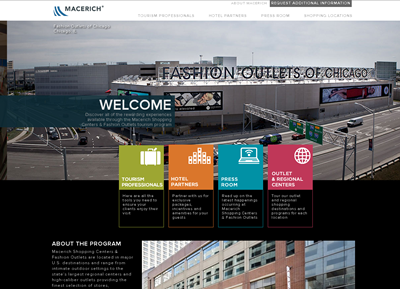 ABOUT MACERICH
REQUEST ADDITIONAL INFORMATION
MACERICH
TOURISM PROFESSIONALS
HOTEL PARTNERS
PRESS ROOM
SHOPPING LOCATIONS
Fashion Outlets of Chicago
Chicago, IL
FASHION OUTLETS OF CHICAGO
WELCOME
Discover all of the rewarding experiences
available through the Macerich Shopping
Centers & Fashion Outlets tourism program
TOURISM
PROFESSIONALS
Here are all the
tools you need to
ensure your
clients enjoy their
visit
HOTEL
PARTNERS
Partner with us for
exclusive
packages,
incentives and
amenities for your
guests
PRESS
ROOM
Read up on the
latest happenings
occurring at
Macerich
Shopping Centers
& Fashion Outlets
OUTLET
& REGIONAL
CENTERS
Tour our outlet
and regional
shopping
destinations and
programs for each
location
ABOUT THE PROGRAM
Macerich Shopping Centers &
Fashion Outlets are located in major
U.S. destinations and range from
intimate outdoor settings to the
state's largest regional centers and
high-caliber outlets providing the
finest selection of stores,